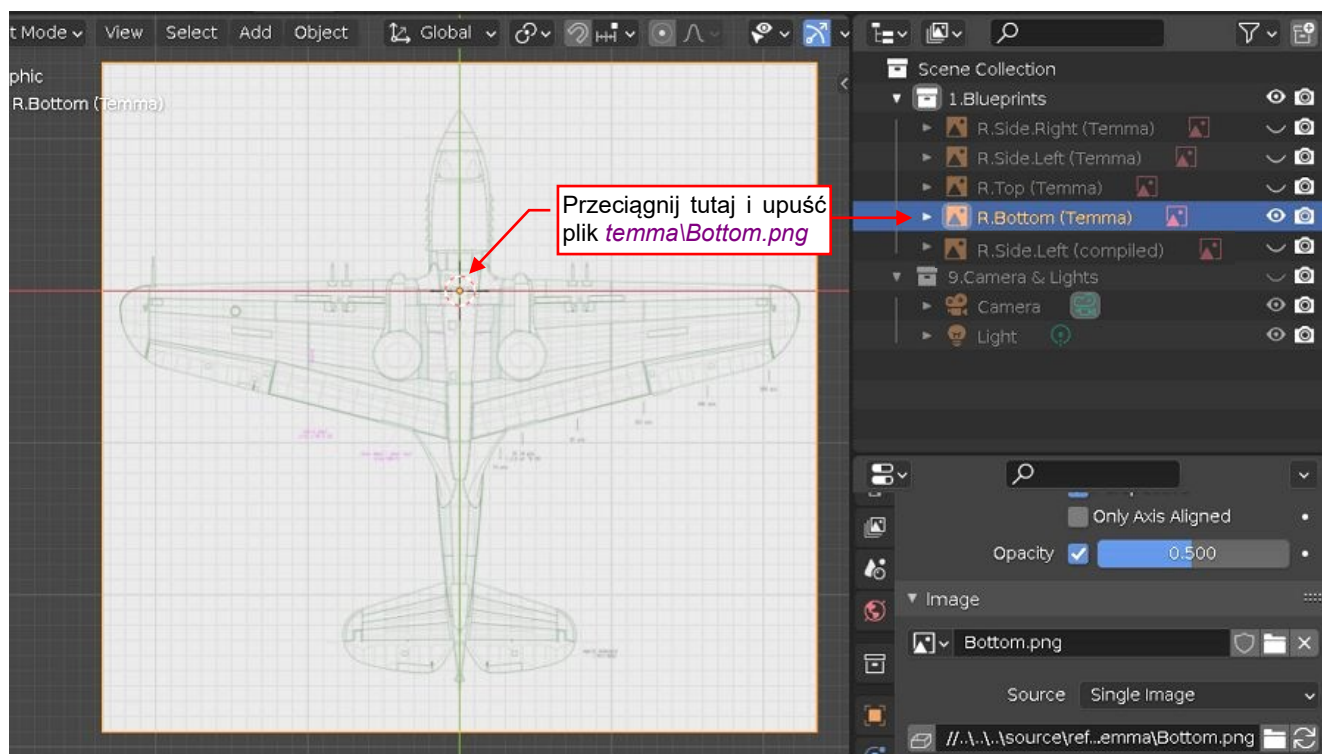 t Mode View Select Add Object Global
phic
R.Bottom (Temma)
Przeciągnij tutaj i upuść
plik temma\Bottom.png
Scene Collection
1.Blueprints
R.Side.Right (Temma)
R.Side.Left (Temma)
R.Top (Temma)
R.Bottom (Temma)
R.Side.Left (compiled)
9.Camera & Lights
Camera
Light
Only Axis Aligned
Opacity 0.500
Image
Bottom.png
Source Single Image
//..\..\..\source\ref...emma\Bottom.png